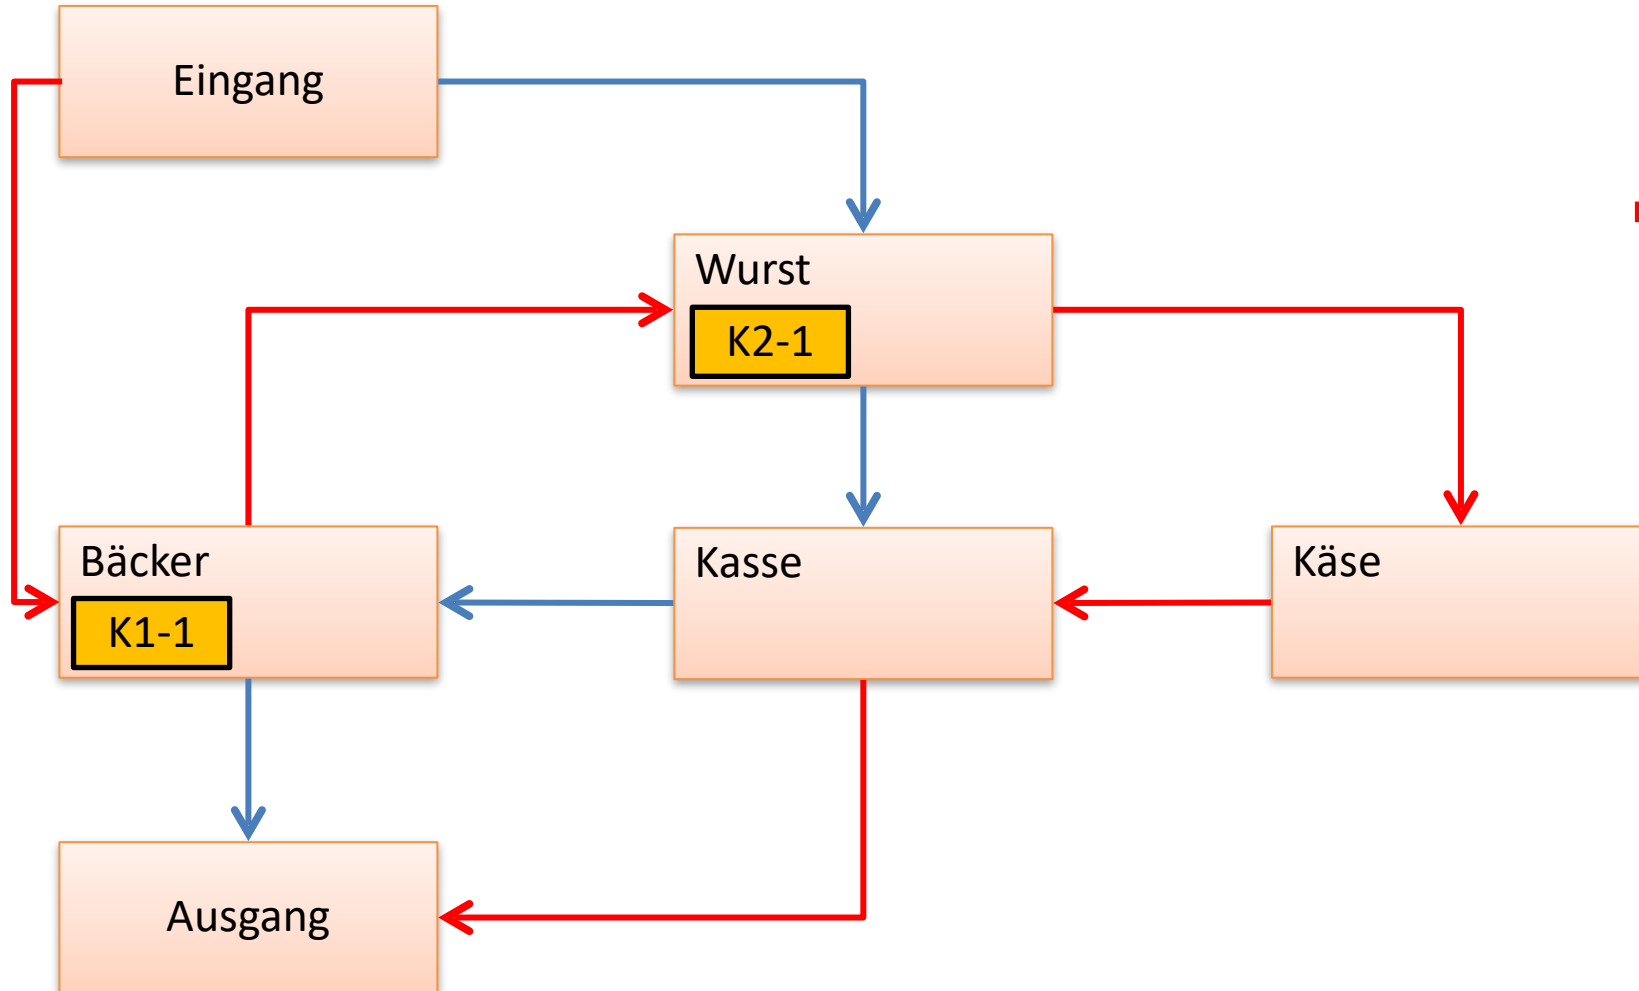 Eingang
Wurst
K2-1
Bäcker
K1-1
Kasse
Käse
Ausgang